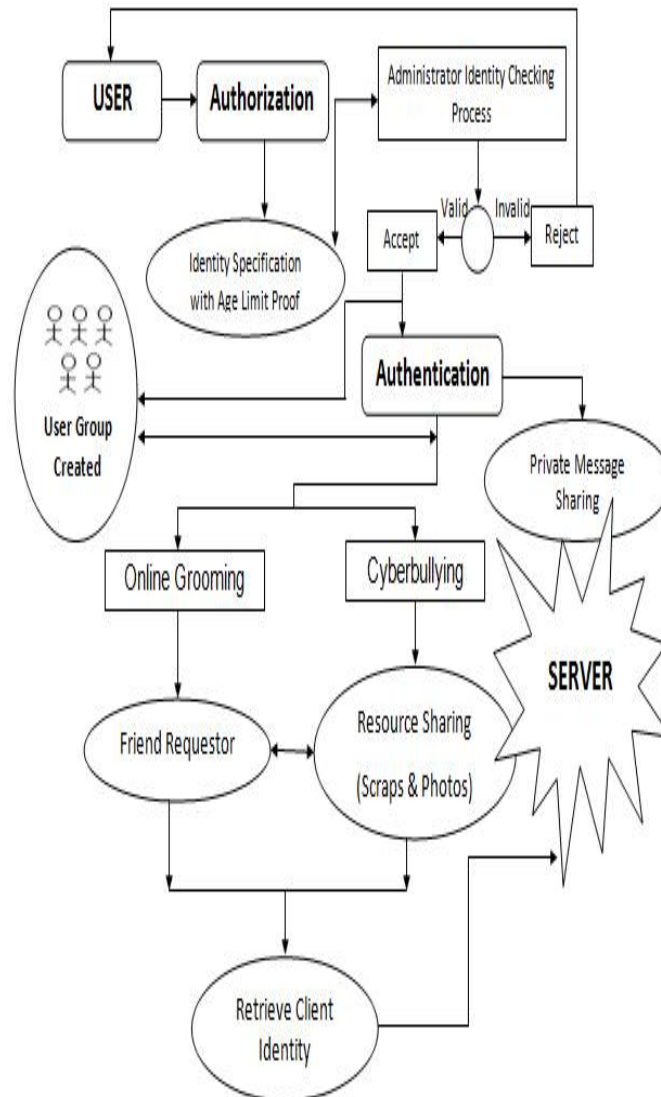 USER
Authorization
Administrator Identity Checking
Process
Valid
Invalid
Accept
Reject
Identity Specification
with Age Limit Proof
User Group
Created
Authentication
Private Message
Sharing
Online Grooming
Cyberbullying
SERVER
Friend Requestor
Resource Sharing
(Scraps & Photos)
Retrieve Client
Identity